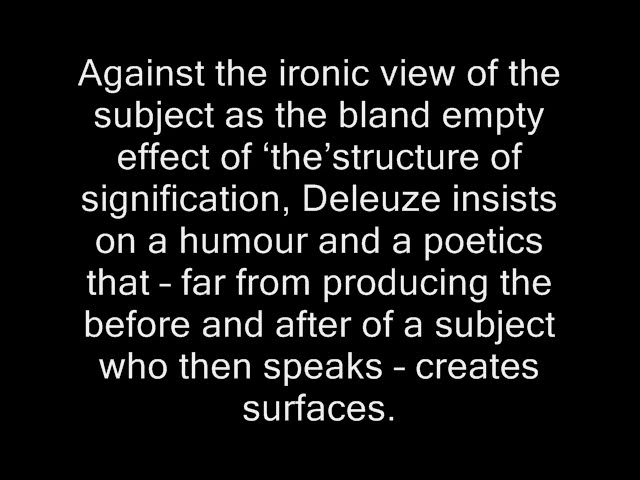 Against the ironic view of the
subject as the bland empty
effect of ‘the’structure of
signification, Deleuze insists
on a humour and a poetics
that – far from producing the
before and after of a subject
who then speaks – creates
surfaces.